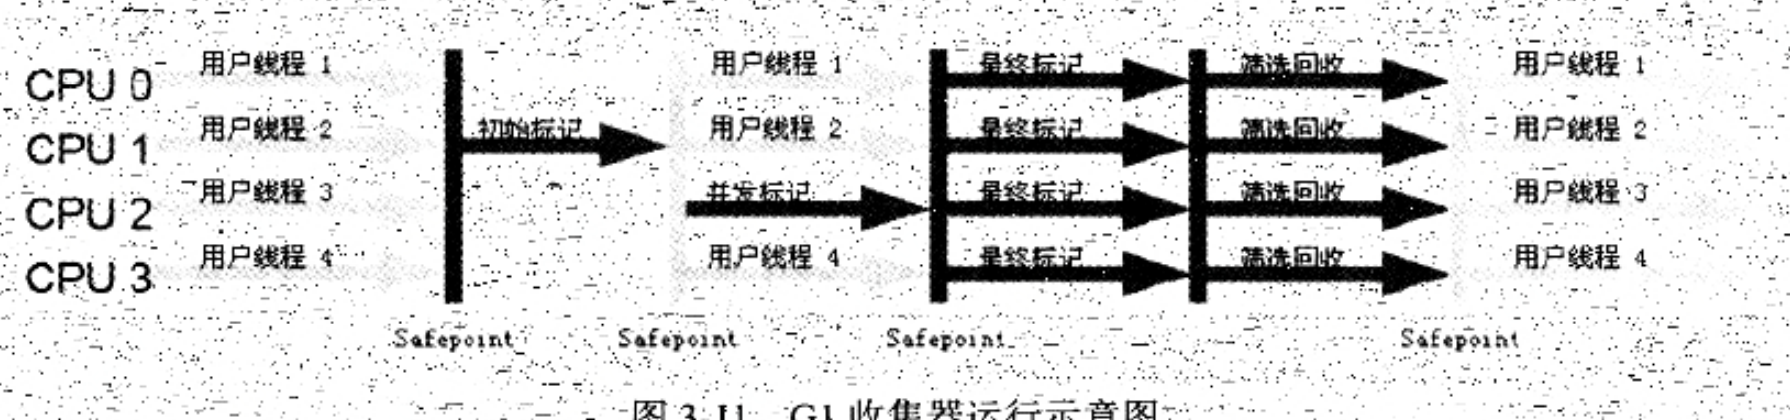 CPU 0 用户线程 1 用户线程 1 最终标记 筛选回收 用户线程 1
CPU 1 用户线程 2 初始标记 用户线程 2 最终标记 筛选回收 用户线程 2
CPU 2 用户线程 3 并发标记 最终标记 筛选回收 用户线程 3
CPU 3 用户线程 4 用户线程 4 最终标记 筛选回收 用户线程 4
Safepoint Safepoint Safepoint Safepoint
图 3-11 G1 收集器运行示意图